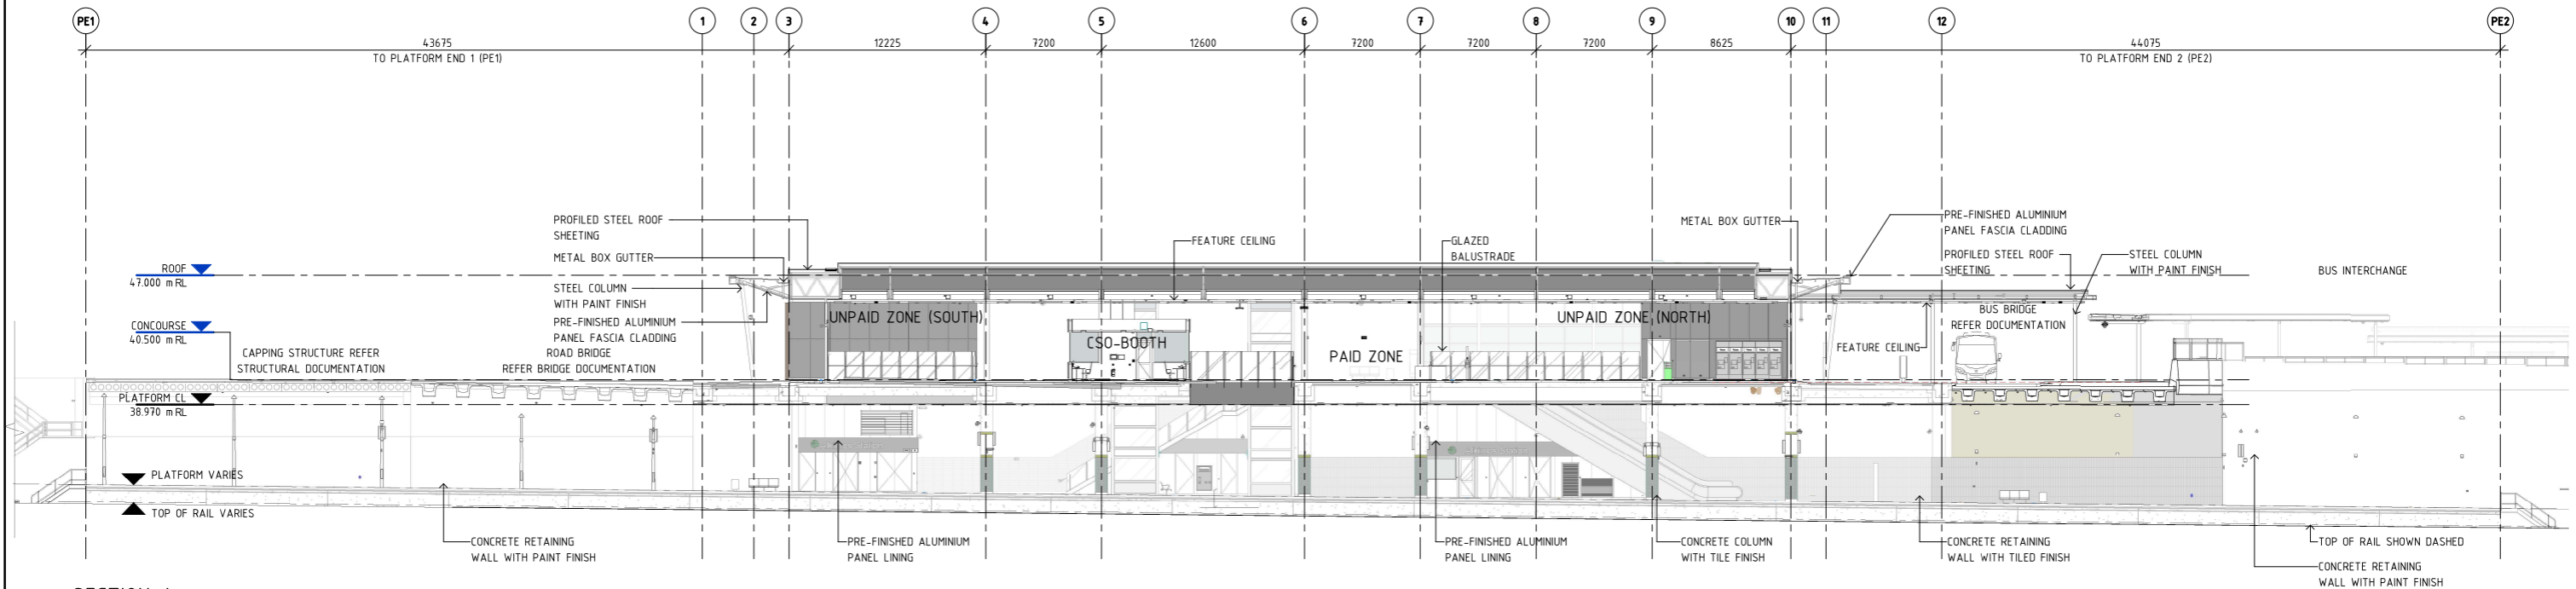 PE1 1 2 3 4 5 6 7 8 9 10 11 12 PE2
43675 12225 7200 12600 7200 7200 7200 8625 44075
TO PLATFORM END 1 (PE1) TO PLATFORM END 2 (PE2)
PROFILED STEEL ROOF
SHEETING
METAL BOX GUTTER
STEEL COLUMN
WITH PAINT FINISH
PRE-FINISHED ALUMINIUM
PANEL FASCIA CLADDING
ROAD BRIDGE
REFER BRIDGE DOCUMENTATION
ROOF
47.000 m RL
CONCOURSE
40.500 m RL
CAPPING STRUCTURE REFER
STRUCTURAL DOCUMENTATION
PLATFORM CL
38.970 m RL
PLATFORM VARIES
TOP OF RAIL VARIES
FEATURE CEILING
GLAZED
BALUSTRADE
METAL BOX GUTTER
PRE-FINISHED ALUMINIUM
PANEL FASCIA CLADDING
PROFILED STEEL ROOF
SHEETING
STEEL COLUMN
WITH PAINT FINISH
BUS INTERCHANGE
UNPAID ZONE (SOUTH)
CSO-BOOTH
PAID ZONE
UNPAID ZONE (NORTH)
BUS BRIDGE
REFER DOCUMENTATION
FEATURE CEILING
CONCRETE RETAINING
WALL WITH PAINT FINISH
PRE-FINISHED ALUMINIUM
PANEL LINING
PRE-FINISHED ALUMINIUM
PANEL LINING
CONCRETE COLUMN
WITH TILE FINISH
CONCRETE RETAINING
WALL WITH TILED FINISH
TOP OF RAIL SHOWN DASHED
CONCRETE RETAINING
WALL WITH PAINT FINISH